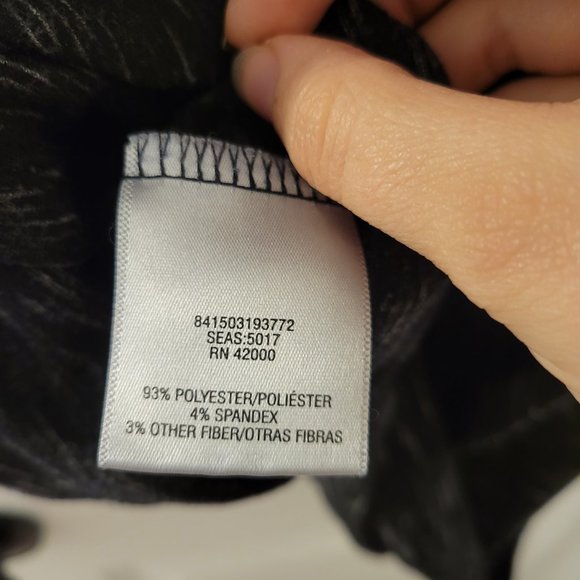 841503193772
SEAS:5017
RN 42000
93% POLYESTER/POLIÉSTER
4% SPANDEX
3% OTHER FIBER/OTRAS FIBRAS